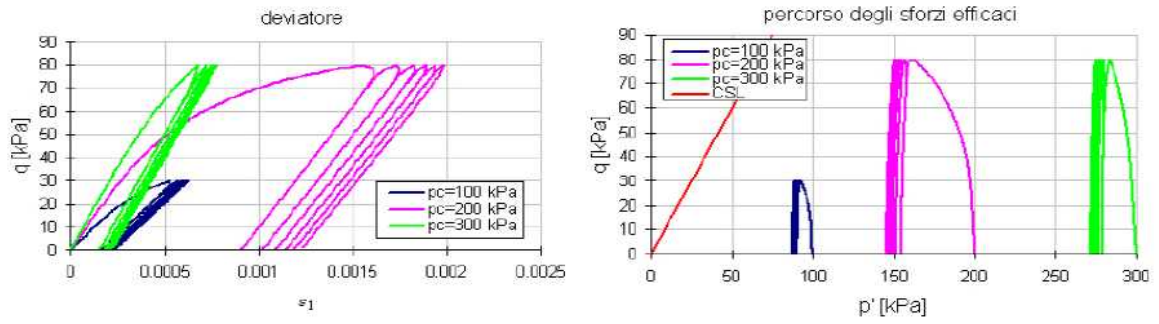 deviatore
90
80
70
60
50
40
30
20
10
0
q [kPa]
0 0.0005 0.001 0.0015 0.002 0.0025
ε1
pc=100 kPa
pc=200 kPa
pc=300 kPa
percorso degli sforzi efficaci
90
80
70
60
50
40
30
20
10
0
q [kPa]
pc=100 kPa
pc=200 kPa
pc=300 kPa
CSL
0 50 100 150 200 250 300
p' [kPa]